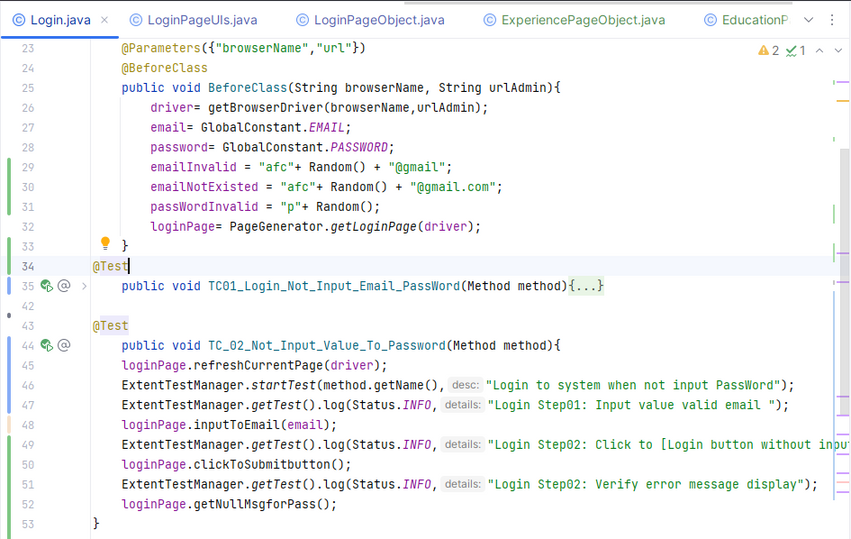 Login.java LoginPageUIs.java LoginPageObject.java ExperiencePageObject.java EducationP
2 1
23 @Parameters({"browserName","url"})
24 @BeforeClass
25 public void BeforeClass(String browserName, String urlAdmin){
26 driver= getBrowserDriver(browserName,urlAdmin);
27 email= GlobalConstant.EMAIL;
28 password= GlobalConstant.PASSWORD;
29 emailInvalid = "afc"+ Random() + "@gmail";
30 emailNotExisted = "afc"+ Random() + "@gmail.com";
31 passWordInvalid = "p"+ Random();
32 loginPage= PageGenerator.getLoginPage(driver);
33 }
34 @Test
35 public void TC01_Login_Not_Input_Email_PassWord(Method method){...}
42
43 @Test
44 public void TC_02_Not_Input_Value_To_Password(Method method){
45 loginPage.refreshCurrentPage(driver);
46 ExtentTestManager.startTest(method.getName(), desc: "Login to system when not input PassWord");
47 ExtentTestManager.getTest().log(Status.INFO, details: "Login Step01: Input value valid email ");
48 loginPage.inputToEmail(email);
49 ExtentTestManager.getTest().log(Status.INFO, details: "Login Step02: Click to [Login button without inpu
50 loginPage.clickToSubmitbutton();
51 ExtentTestManager.getTest().log(Status.INFO, details: "Login Step02: Verify error message display");
52 loginPage.getNullMsgforPass();
53 }